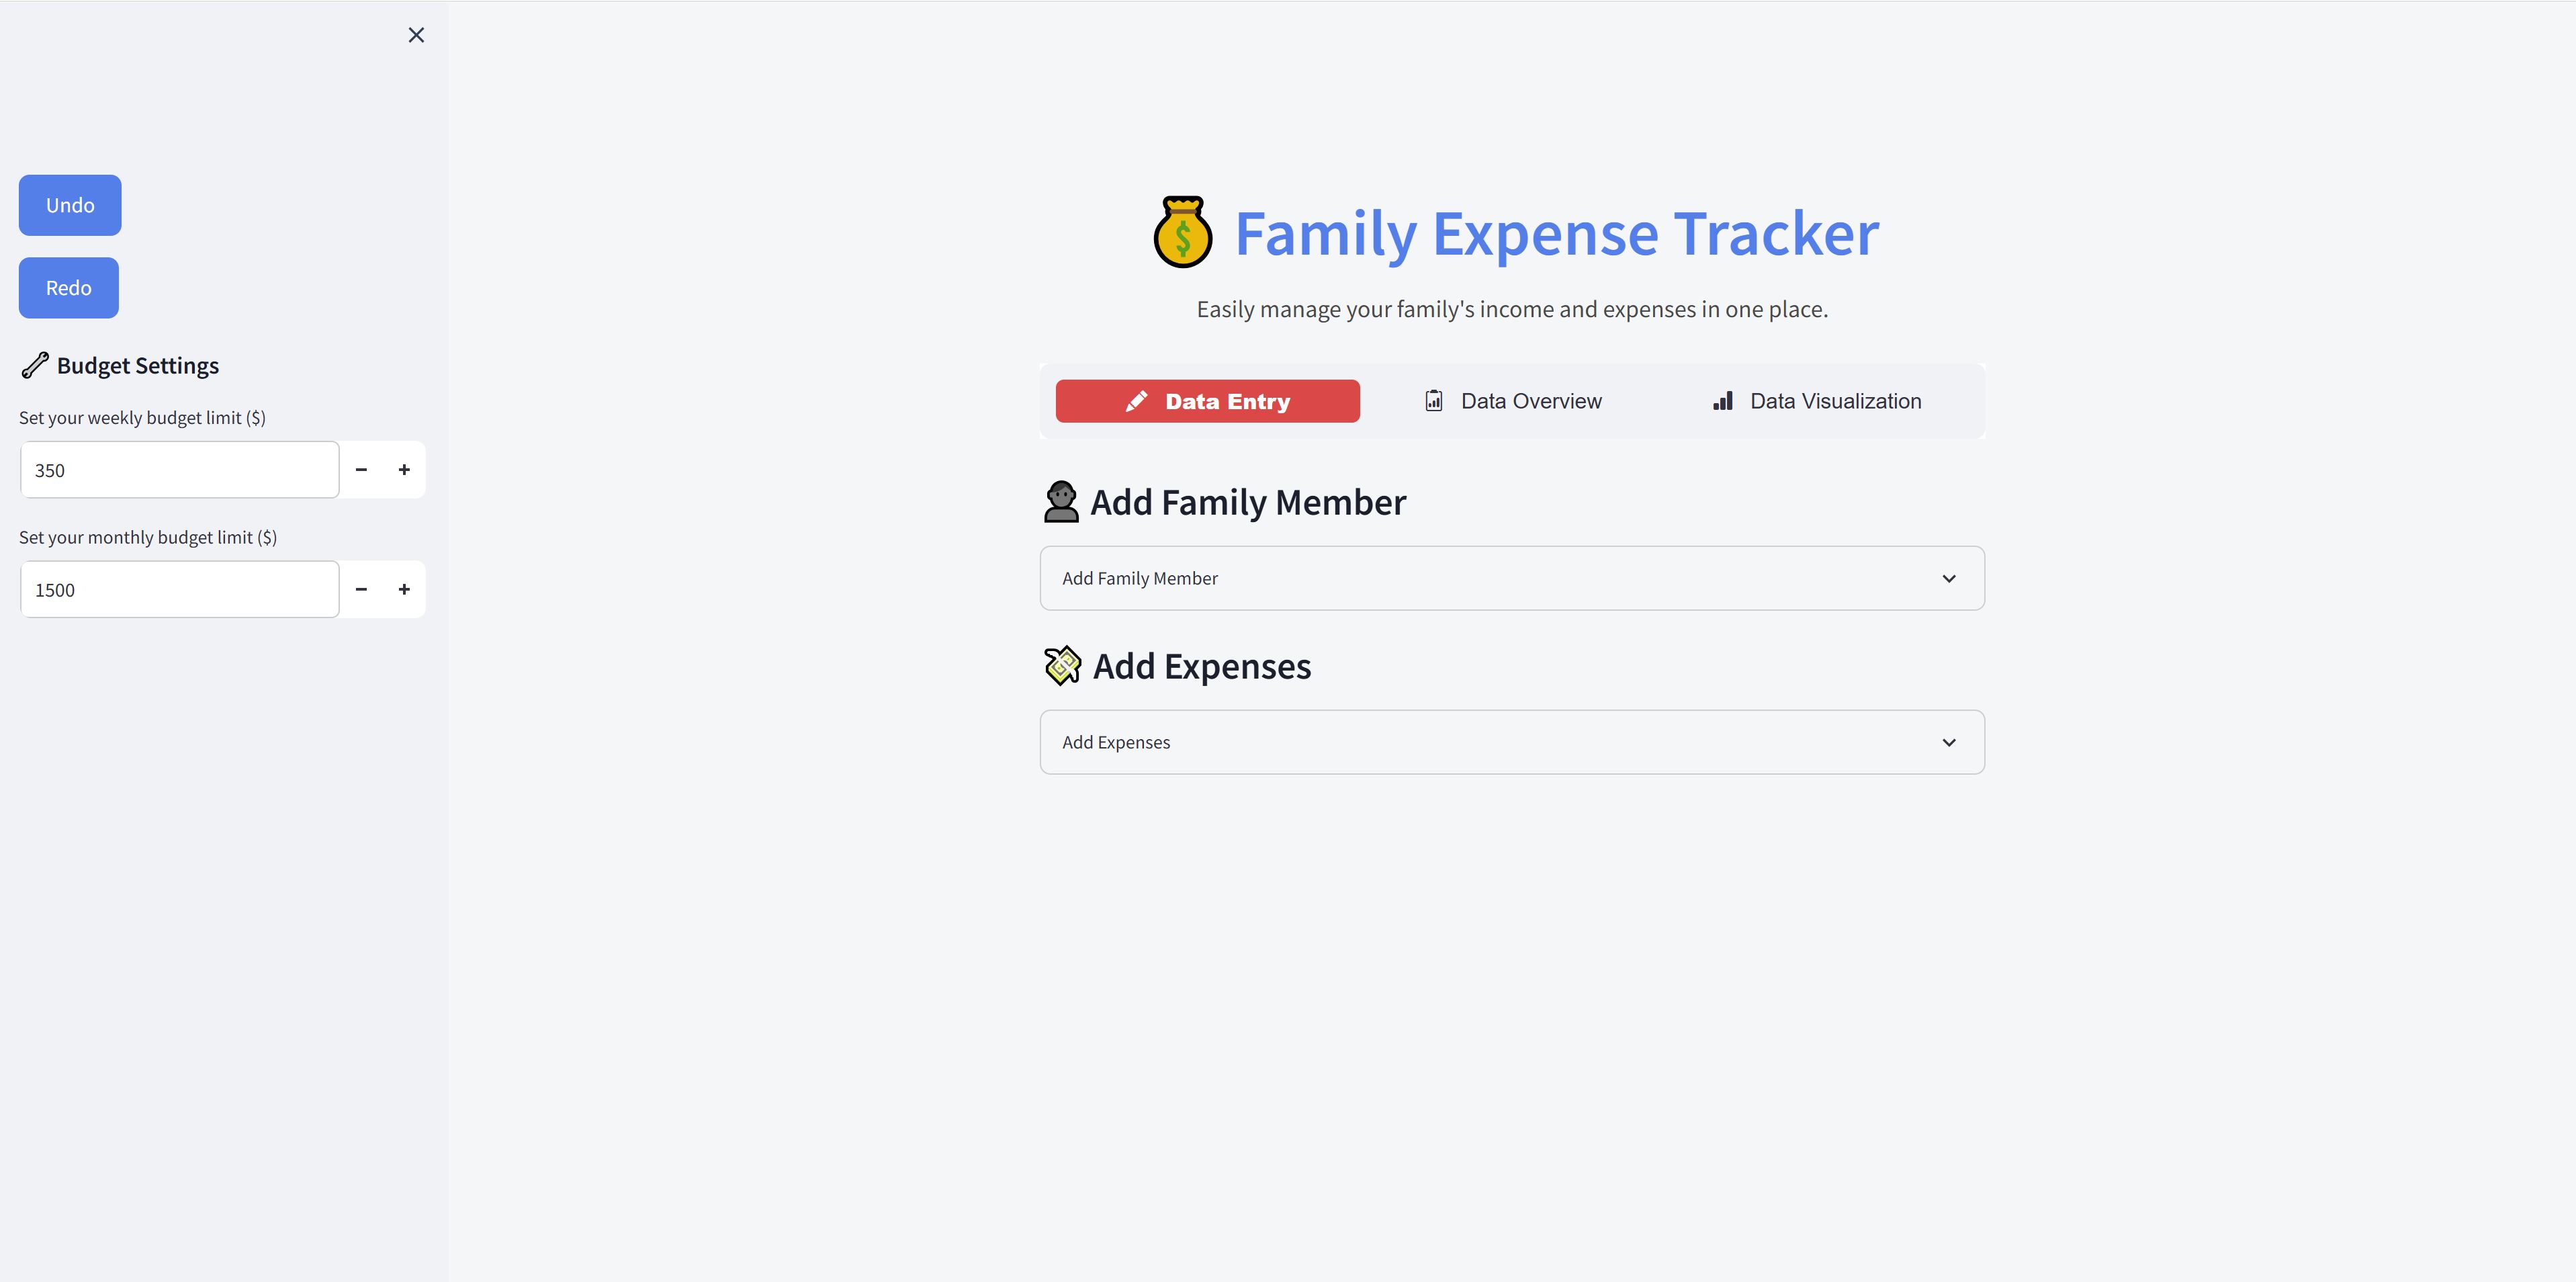 Undo
Redo
Budget Settings
Set your weekly budget limit ($)
350
Set your monthly budget limit ($)
1500
Family Expense Tracker
Easily manage your family's income and expenses in one place.
Data Entry
Data Overview
Data Visualization
Add Family Member
Add Family Member
Add Expenses
Add Expenses